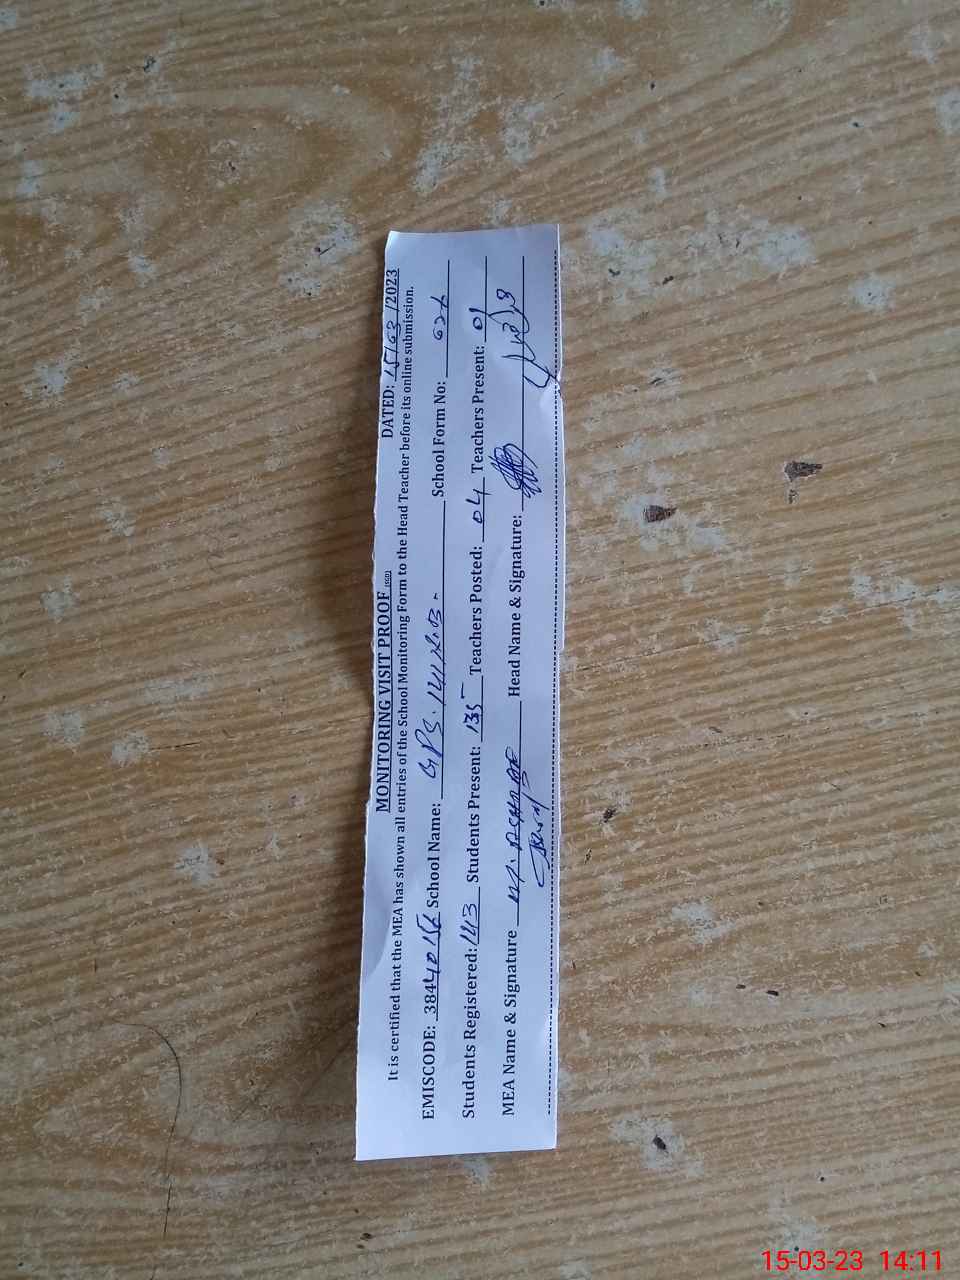 MONITORING VISIT PROOF DATED: 15/03/2023
It is certified that the MEA has shown all entries of the School Monitoring Form to the Head Teacher before its online submission.
EMISCODE: 38440156 School Name: GPS. School Form No:
Students Registered: 143 Students Present: 135 Teachers Posted: 04 Teachers Present: 01
MEA Name & Signature Head Name & Signature:
15-03-23 14:11